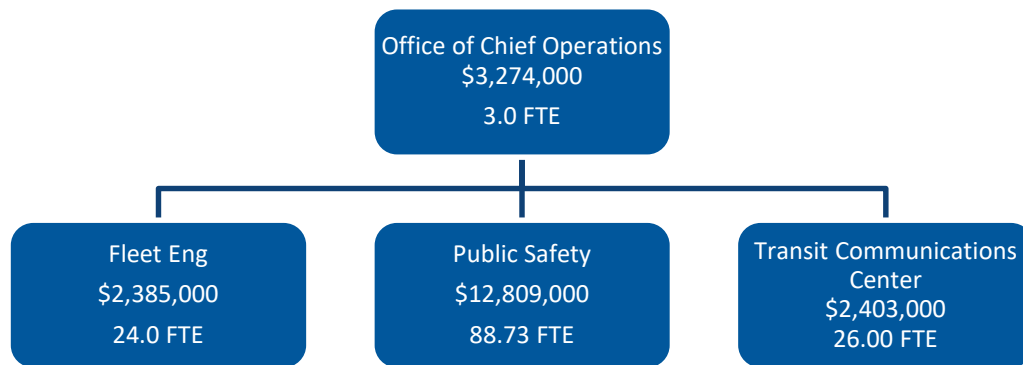 Office of Chief Operations
$3,274,000
3.0 FTE
Fleet Eng
$2,385,000
24.0 FTE
Public Safety
$12,809,000
88.73 FTE
Transit Communications
Center
$2,403,000
26.00 FTE